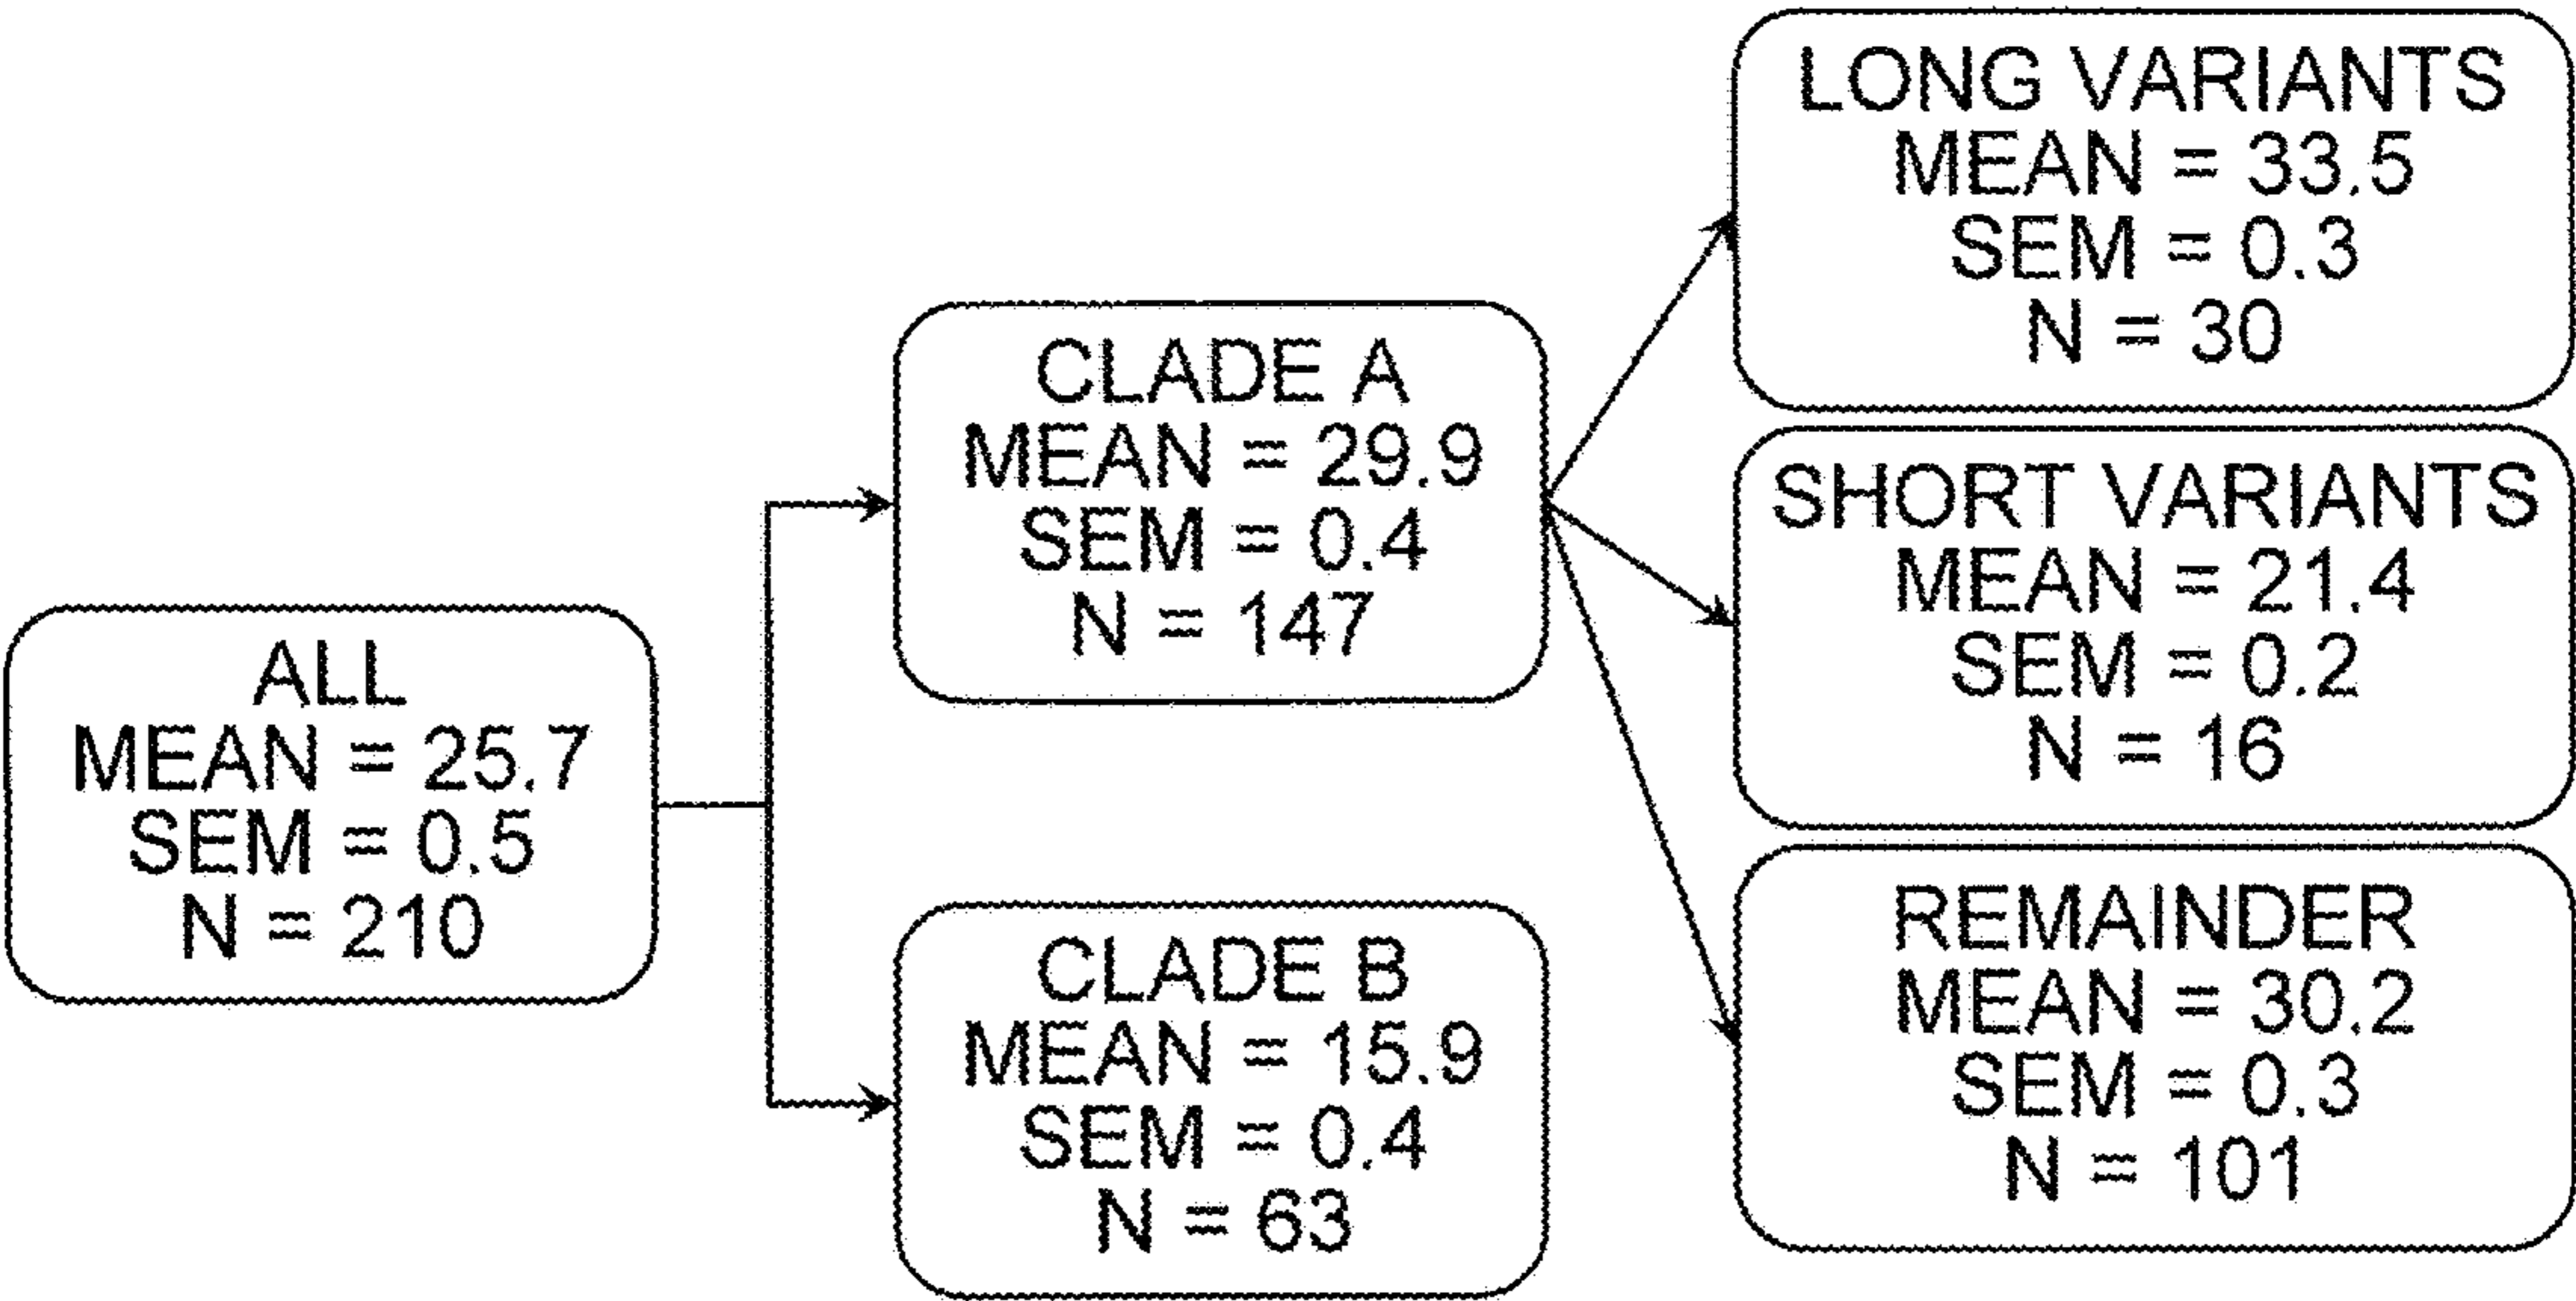 ALL
MEAN = 25.7
SEM = 0.5
N = 210
CLADE A
MEAN = 29.9
SEM = 0.4
N = 147
CLADE B
MEAN = 15.9
SEM = 0.4
N = 63
LONG VARIANTS
MEAN = 33.5
SEM = 0.3
N = 30
SHORT VARIANTS
MEAN = 21.4
SEM = 0.2
N = 16
REMAINDER
MEAN = 30.2
SEM = 0.3
N = 101